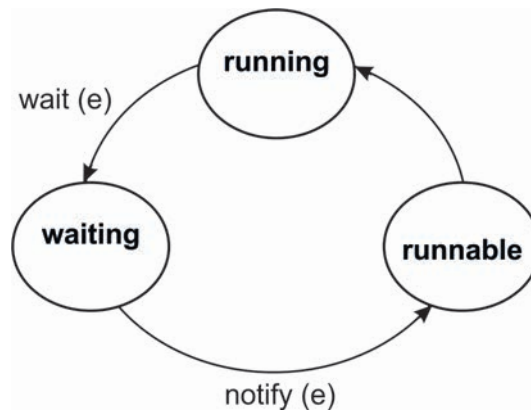 running
wait (e)
waiting
runnable
notify (e)